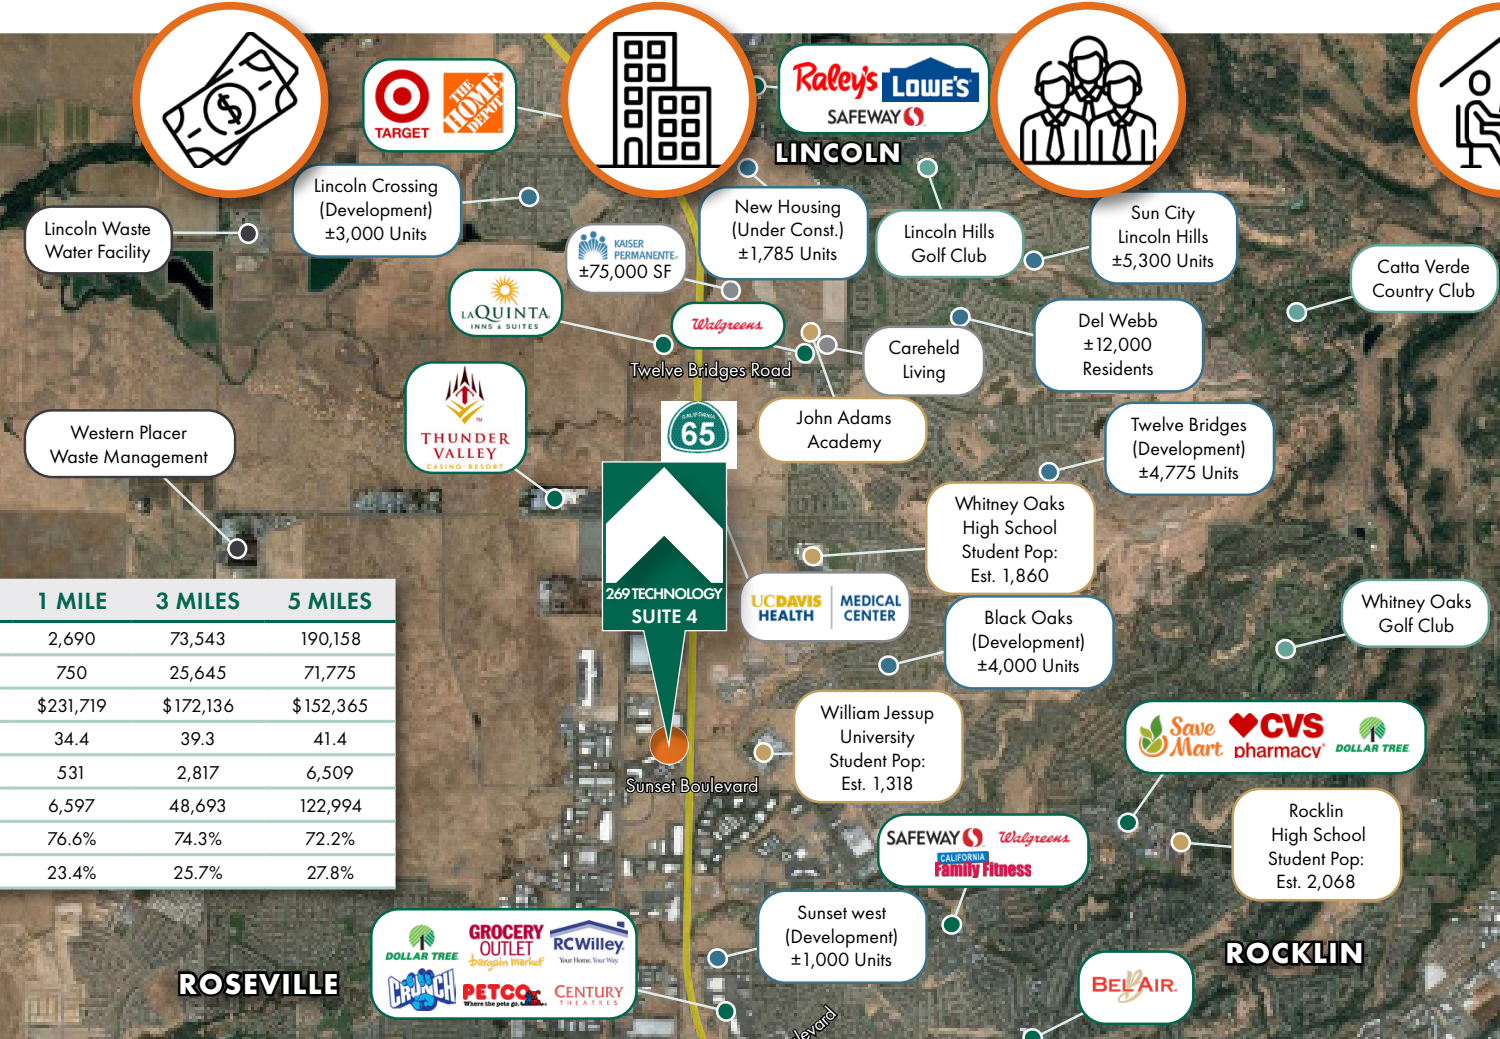 TARGET
THE
HOME
DEPOT
Raley's
LOWE'S
SAFEWAY
LINCOLN
Lincoln Crossing
(Development)
±3,000 Units
Lincoln Waste
Water Facility
KAISER
PERMANENTE®
±75,000 SF
New Housing
(Under Const.)
±1,785 Units
Lincoln Hills
Golf Club
Sun City
Lincoln Hills
±5,300 Units
Catta Verde
Country Club
LA QUINTA
INNS & SUITES
Walgreens
Twelve Bridges Road
Careheld
Living
Del Webb
±12,000
Residents
THUNDER
VALLEY
CASINO · RESORT
CALIFORNIA
65
John Adams
Academy
Twelve Bridges
(Development)
±4,775 Units
Western Placer
Waste Management
Whitney Oaks
High School
Student Pop:
Est. 1,860
269 TECHNOLOGY
SUITE 4
UCDAVIS
HEALTH
MEDICAL
CENTER
Black Oaks
(Development)
±4,000 Units
Whitney Oaks
Golf Club
1 MILE 3 MILES 5 MILES
2,690 73,543 190,158
750 25,645 71,775
$231,719 $172,136 $152,365
34.4 39.3 41.4
531 2,817 6,509
6,597 48,693 122,994
76.6% 74.3% 72.2%
23.4% 25.7% 27.8%
William Jessup
University
Student Pop:
Est. 1,318
Sunset Boulevard
Save
Mart
CVS
pharmacy®
DOLLAR TREE
Rocklin
High School
Student Pop:
Est. 2,068
SAFEWAY
Walgreens
CALIFORNIA
Family Fitness
Sunset west
(Development)
±1,000 Units
ROCKLIN
ROSEVILLE
DOLLAR TREE
GROCERY
OUTLET
bargain market
RCWilley
Your Home. Your Way.
CRUNCH
PETCO
Where the pets go.
CENTURY
THEATRES
BEL AIR
levard